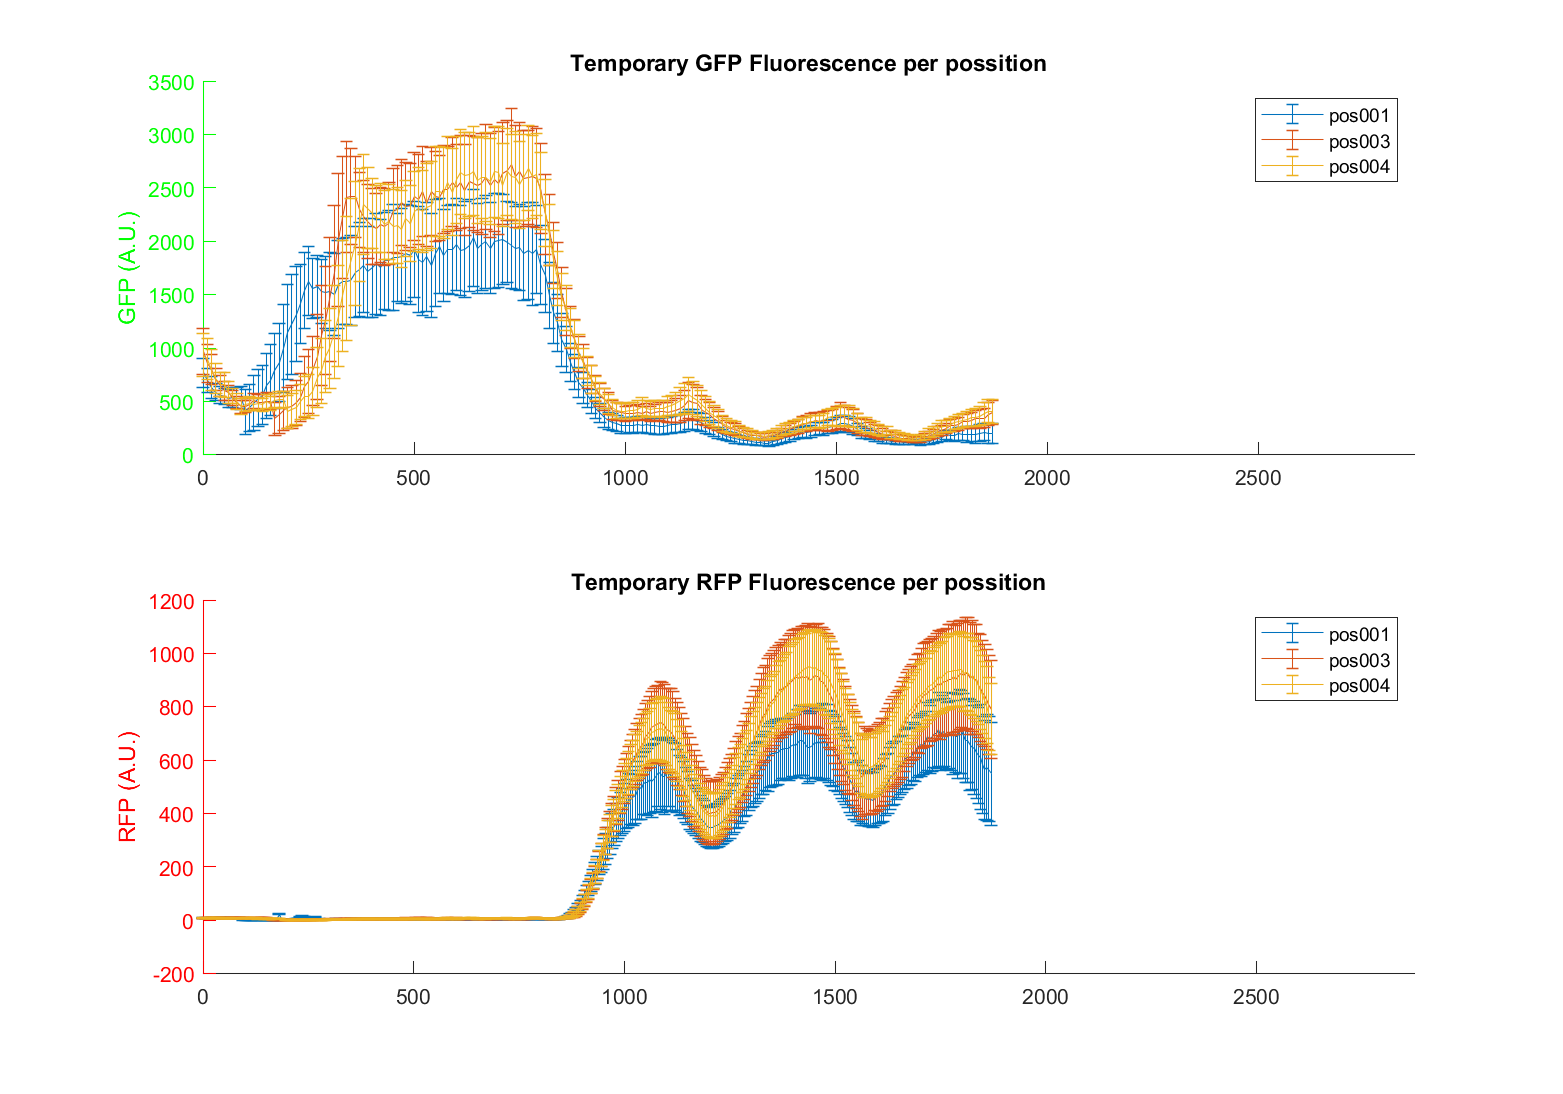 Temporary GFP Fluorescence per possition
3500
3000
2500
2000
1500
1000
500
0
GFP (A.U.)
0 500 1000 1500 2000 2500
pos001
pos003
pos004
Temporary RFP Fluorescence per possition
1200
1000
800
600
400
200
0
-200
RFP (A.U.)
0 500 1000 1500 2000 2500
pos001
pos003
pos004